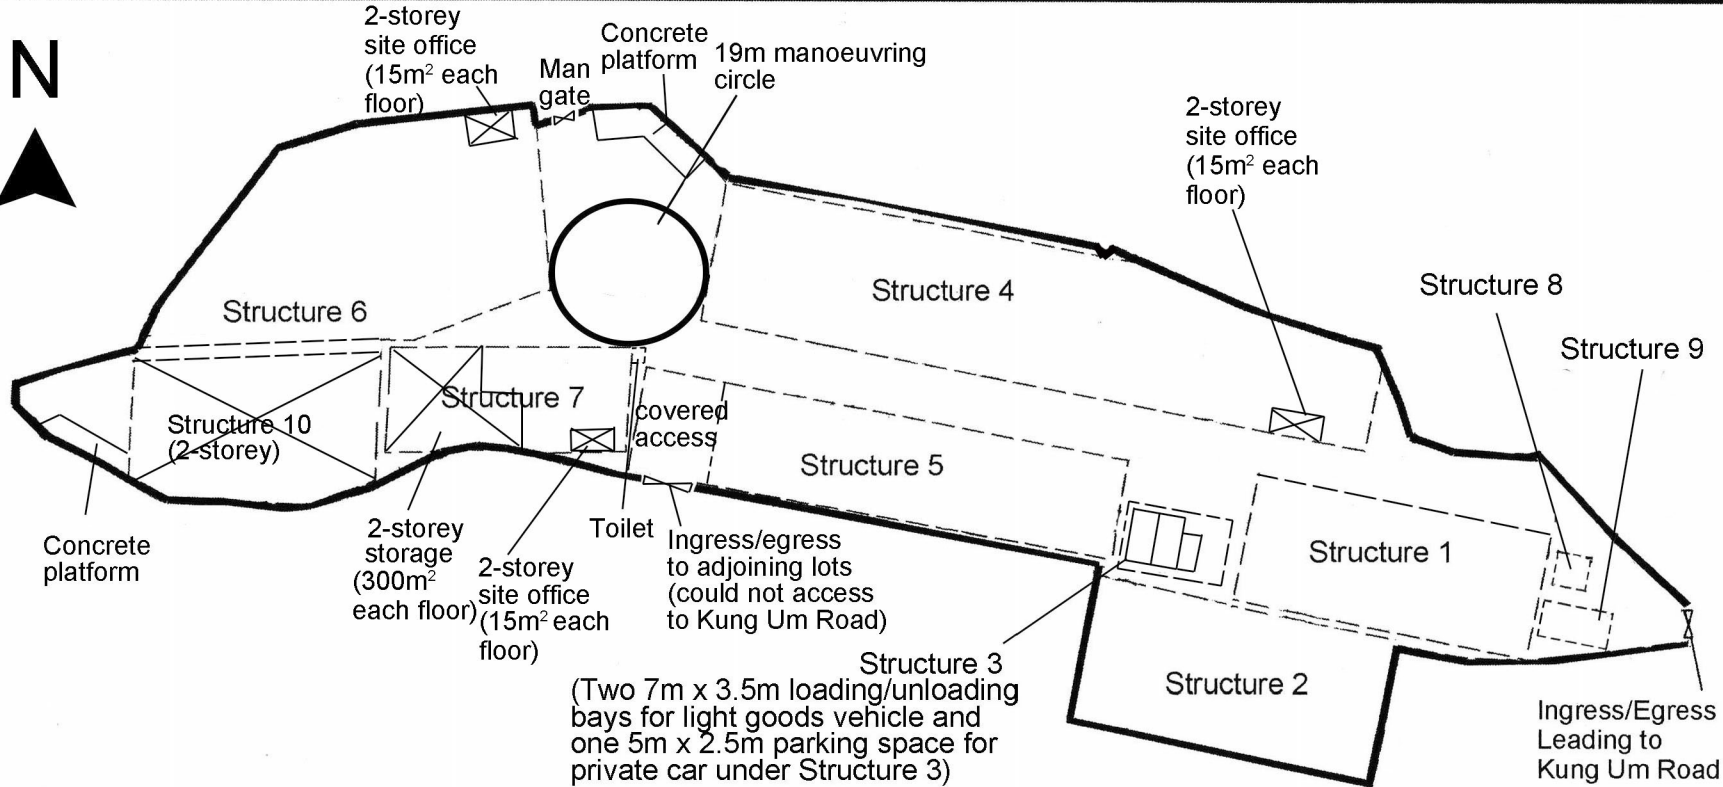 N
2-storey
site office
(15m² each
floor)
Man
gate
Concrete
platform
19m manoeuvring
circle
2-storey
site office
(15m² each
floor)
Structure 6
Structure 4
Structure 8
Structure 9
Structure 10
(2-storey)
Structure 7
covered
access
Structure 5
Structure 1
Structure 2
Concrete
platform
2-storey
storage
(300m²
each floor)
2-storey
site office
(15m² each
floor)
Toilet
Ingress/egress
to adjoining lots
(could not access
to Kung Um Road)
Structure 3
(Two 7m x 3.5m loading/unloading
bays for light goods vehicle and
one 5m x 2.5m parking space for
private car under Structure 3)
Ingress/Egress
Leading to
Kung Um Road